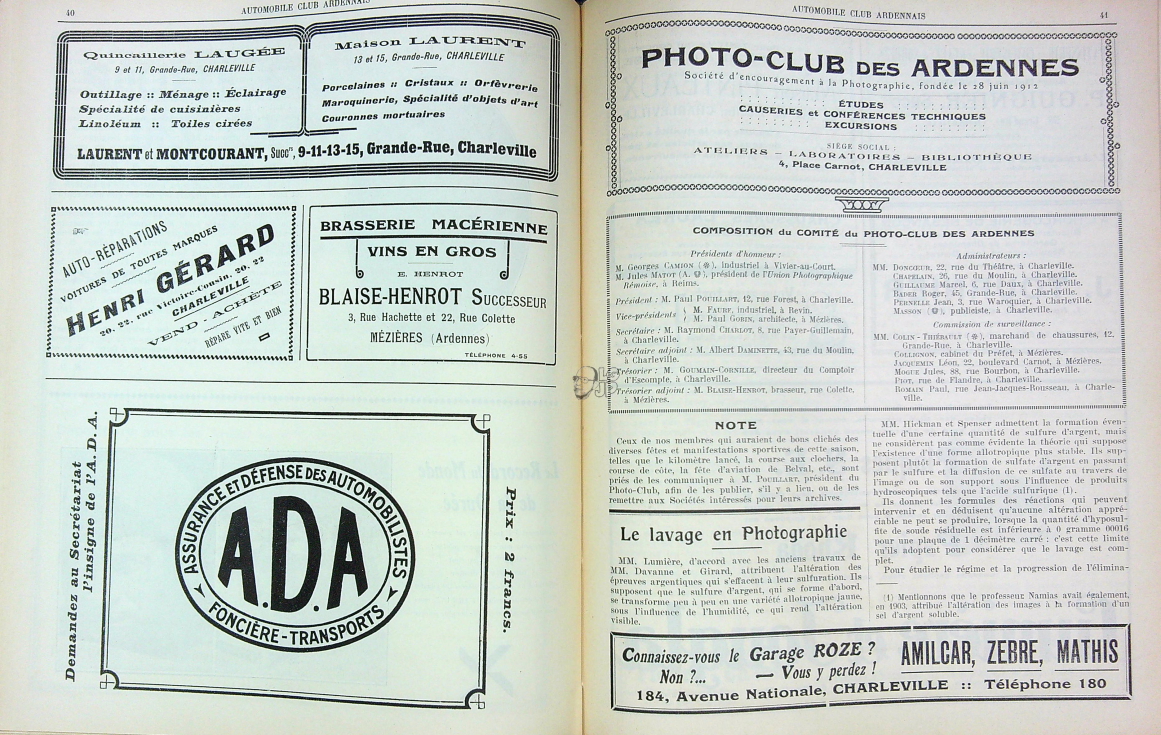 40
AUTOMOBILE CLUB ARDENNAIS
Quincaillerie LAUGÉE
9 et 11, Grande-Rue, CHARLEVILLE
Outillage :: Ménage :: Éclairage
Spécialité de cuisinières
Linoléum :: Toiles cirées
Maison LAURENT
13 et 15, Grande-Rue, CHARLEVILLE
Porcelaines :: Cristaux :: Orfèvrerie
Maroquinerie, Spécialité d'objets d'art
Couronnes mortuaires
LAURENT et MONTCOURANT, Succrs, 9-11-13-15, Grande-Rue, Charleville
AUTO-RÉPARATIONS
VOITURES DE TOUTES MARQUES
HENRI GÉRARD
20. 22, rue Victoire-Cousin, 20. 22
CHARLEVILLE
VEND - ACHÈTE
RÉPARE VITE ET BIEN
BRASSERIE MACÉRIENNE
VINS EN GROS
E. HENROT
BLAISE-HENROT SUCCESSEUR
3, Rue Hachette et 22, Rue Colette
MÉZIÈRES (Ardennes)
TÉLÉPHONE 4-55
Demandez au Secrétariat
l'insigne de l'A. D. A.
ASSURANCE ET DÉFENSE DES AUTOMOBILISTES
A.D.A
FONCIÈRE - TRANSPORTS
Prix : 2 francs.
AUTOMOBILE CLUB ARDENNAIS
41
PHOTO-CLUB DES ARDENNES
Société d'encouragement à la Photographie, fondée le 28 juin 1912
ÉTUDES
CAUSERIES et CONFÉRENCES TECHNIQUES
EXCURSIONS
SIÈGE SOCIAL :
ATELIERS — LABORATOIRES — BIBLIOTHÈQUE
4, Place Carnot, CHARLEVILLE
COMPOSITION DU COMITÉ DU PHOTO-CLUB DES ARDENNES
Présidents d'honneur :
M. Georges CAMION (✽), industriel à Vivier-au-Court.
M. Jules MATOT (A. ), président de l'Union Photographique
Rémoise, à Reims.
Président : M. Paul POUILLART, 12, rue Forest, à Charleville.
Vice-présidents { M. FAURE, industriel, à Revin.
M. Paul GOBIN, architecte, à Mézières.
Secrétaire : M. Raymond CHARLOT, 8, rue Payer-Guillemain,
à Charleville.
Secrétaire adjoint : M. Albert DAMINETTE, 43, rue du Moulin,
à Charleville.
Trésorier : M. GOUMAIN-CORNILLE, directeur du Comptoir
d'Escompte, à Charleville.
Trésorier adjoint : M. BLAISE-HENROT, brasseur, rue Colette,
à Mézières.
Administrateurs :
MM. DONCŒUR, 22, rue du Théâtre, à Charleville.
CHAPELAIN, 26, rue du Moulin, à Charleville.
GUILLAUME Marcel, 6, rue Daux, à Charleville.
BADER Roger, 45, Grande-Rue, à Charleville.
PERNELLE Jean, 3, rue Waroquier, à Charleville.
MASSON (), publiciste, à Charleville.
Commission de surveillance :
MM. COLIN-THIÉBAULT (✽), marchand de chaussures, 12,
Grande-Rue, à Charleville.
COLLIGNON, cabinet du Préfet, à Mézières.
JACQUEMIN Léon, 22, boulevard Carnot, à Mézières.
MOGUE Jules, 88, rue Bourbon, à Charleville.
PIOT, rue de Flandre, à Charleville.
ROMAIN Paul, rue Jean-Jacques-Rousseau, à Charle-
ville.
NOTE
Ceux de nos membres qui auraient de bons clichés des
diverses fêtes et manifestations sportives de cette saison,
telles que le kilomètre lancé, la course aux clochers, la
course de côte, la fête d'aviation de Belval, etc., sont
priés de les communiquer à M. POUILLART, président du
Photo-Club, afin de les publier, s'il y a lieu, ou de les
remettre aux Sociétés intéressées pour leurs archives.
Le lavage en Photographie
MM. Lumière, d'accord avec les anciens travaux de
MM. Davanne et Girard, attribuent l'altération des
épreuves argentiques qui s'effacent à leur sulfuration. Ils
supposent que le sulfure d'argent, qui se forme d'abord,
se transforme peu à peu en une variété allotropique jaune,
sous l'influence de l'humidité, ce qui rend l'altération
visible.
MM. Hickman et Spenser admettent la formation éven-
tuelle d'une certaine quantité de sulfure d'argent, mais
ne considèrent pas comme évidente la théorie qui suppose
l'existence d'une forme allotropique plus stable. Ils sup-
posent plutôt la formation de sulfate d'argent en passant
par le sulfure et la diffusion de ce sulfate au travers de
l'image ou de son support sous l'influence de produits
hydroscopiques tels que l'acide sulfurique (1).
Ils donnent les formules des réactions qui peuvent
intervenir et en déduisent qu'aucune altération appré-
ciable ne peut se produire, lorsque la quantité d'hyposul-
fite de soude résiduelle est inférieure à 0 gramme 00016
pour une plaque de 1 décimètre carré : c'est cette limite
qu'ils adoptent pour considérer que le lavage est com-
plet.
Pour étudier le régime et la progression de l'élimina-
(1) Mentionnons que le professeur Namias avait également,
en 1903, attribué l'altération des images à la formation d'un
sel d'argent soluble.
Connaissez-vous le Garage ROZE ?
Non ?... — Vous y perdez !
AMILCAR, ZEBRE, MATHIS
184, Avenue Nationale, CHARLEVILLE :: Téléphone 180